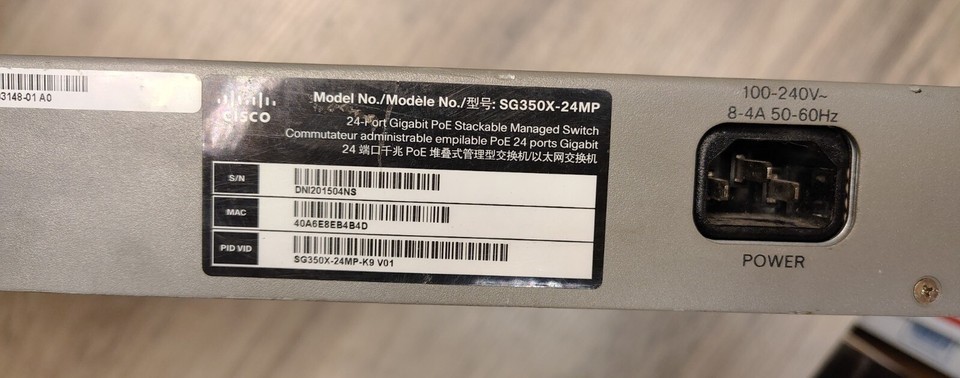 3148-01 A0
CISCO
Model No./Modèle No./型号: SG350X-24MP
24-Port Gigabit PoE Stackable Managed Switch
Commutateur administrable empilable PoE 24 ports Gigabit
24 端口千兆 PoE 堆叠式管理型交换机/以太网交换机
S/N
DNI201504NS
MAC
40A6E8EB4B4D
PID VID
SG350X-24MP-K9 V01
100-240V~
8-4A 50-60Hz
POWER